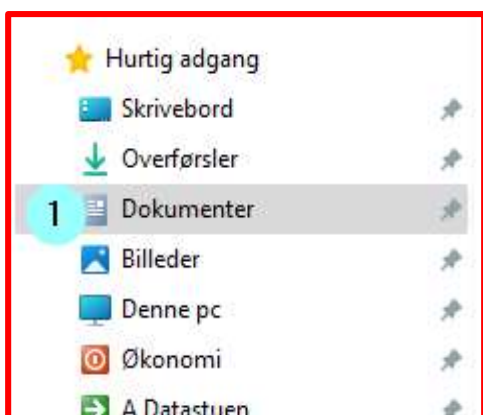 Hurtig adgang
Skrivebord
Overførsler
1 Dokumenter
Billeder
Denne pc
Økonomi
A Datastuen